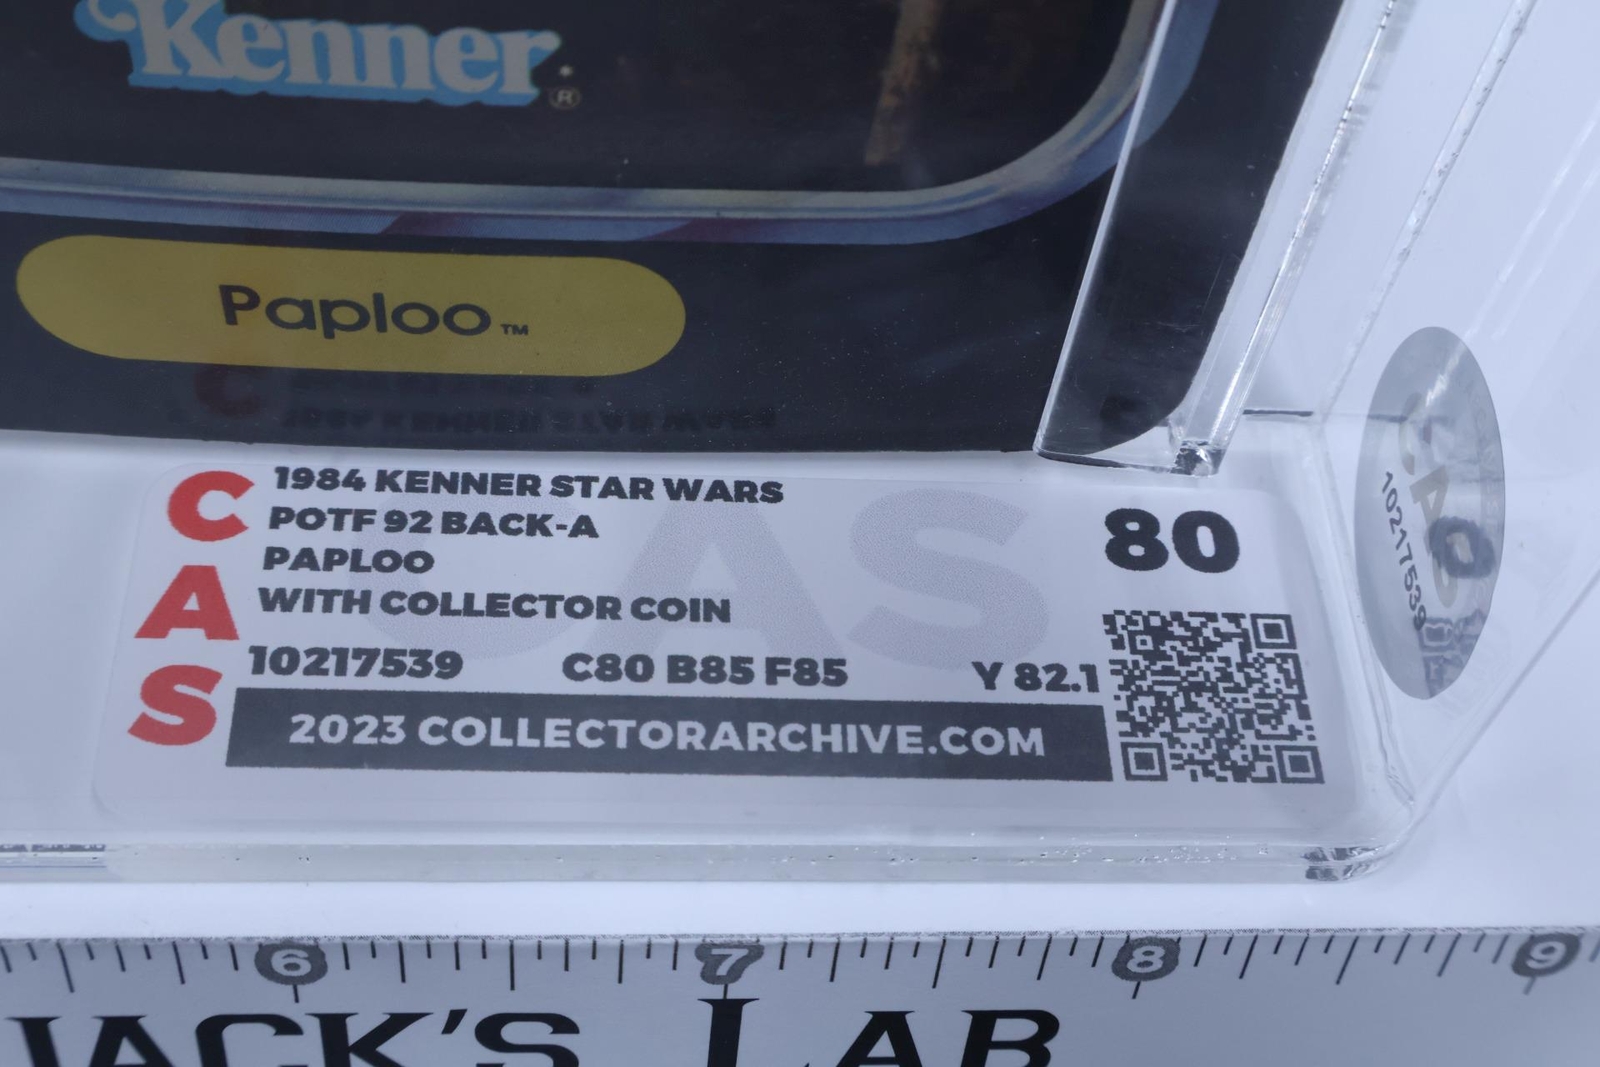 Kenner®
Paploo™
CAS
1984 KENNER STAR WARS
POTF 92 BACK-A
PAPLOO
WITH COLLECTOR COIN
10217539 C80 B85 F85 Y 82.1
80
2023 COLLECTORARCHIVE.COM
CAS
10217539
6 7 8 9
JACK'S LAB